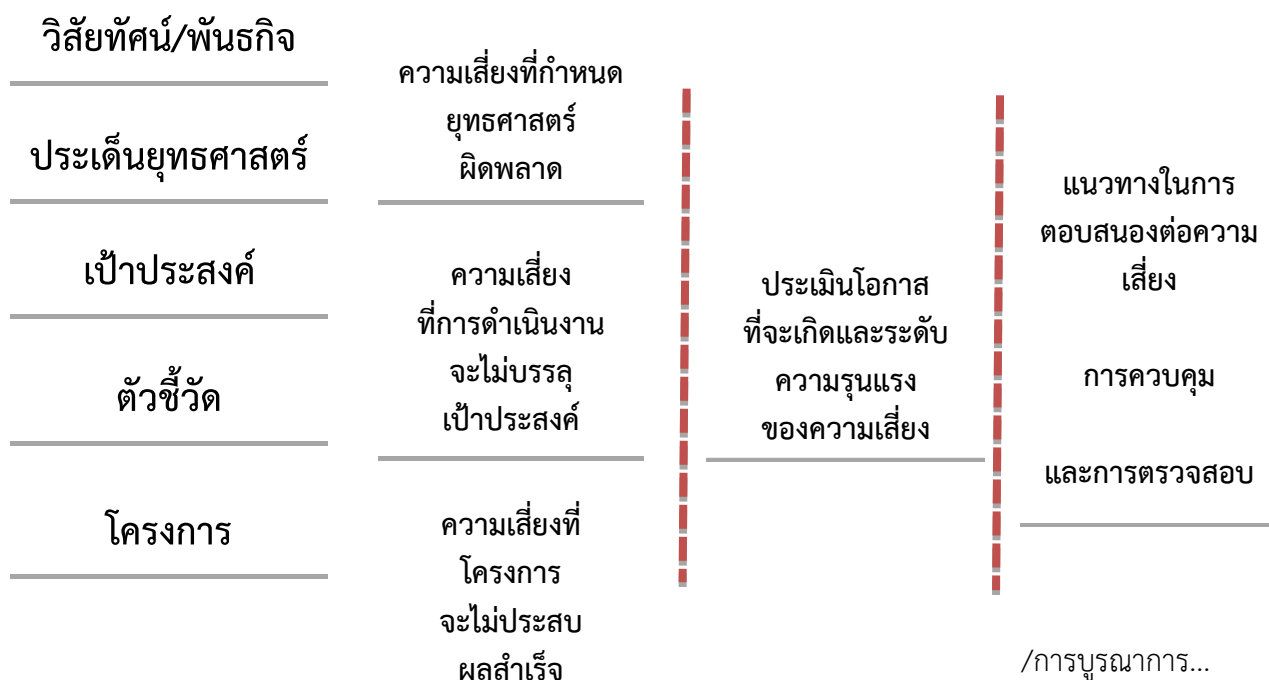 วิสัยทัศน์/พันธกิจ
ประเด็นยุทธศาสตร์
เป้าประสงค์
ตัวชี้วัด
โครงการ
ความเสี่ยงที่กำหนด
ยุทธศาสตร์
ผิดพลาด
ความเสี่ยง
ที่การดำเนินงาน
จะไม่บรรลุ
เป้าประสงค์
ความเสี่ยงที่
โครงการ
จะไม่ประสบ
ผลสำเร็จ
ประเมินโอกาส
ที่จะเกิดและระดับ
ความรุนแรง
ของความเสี่ยง
แนวทางในการ
ตอบสนองต่อความ
เสี่ยง
การควบคุม
และการตรวจสอบ
/การบูรณาการ...